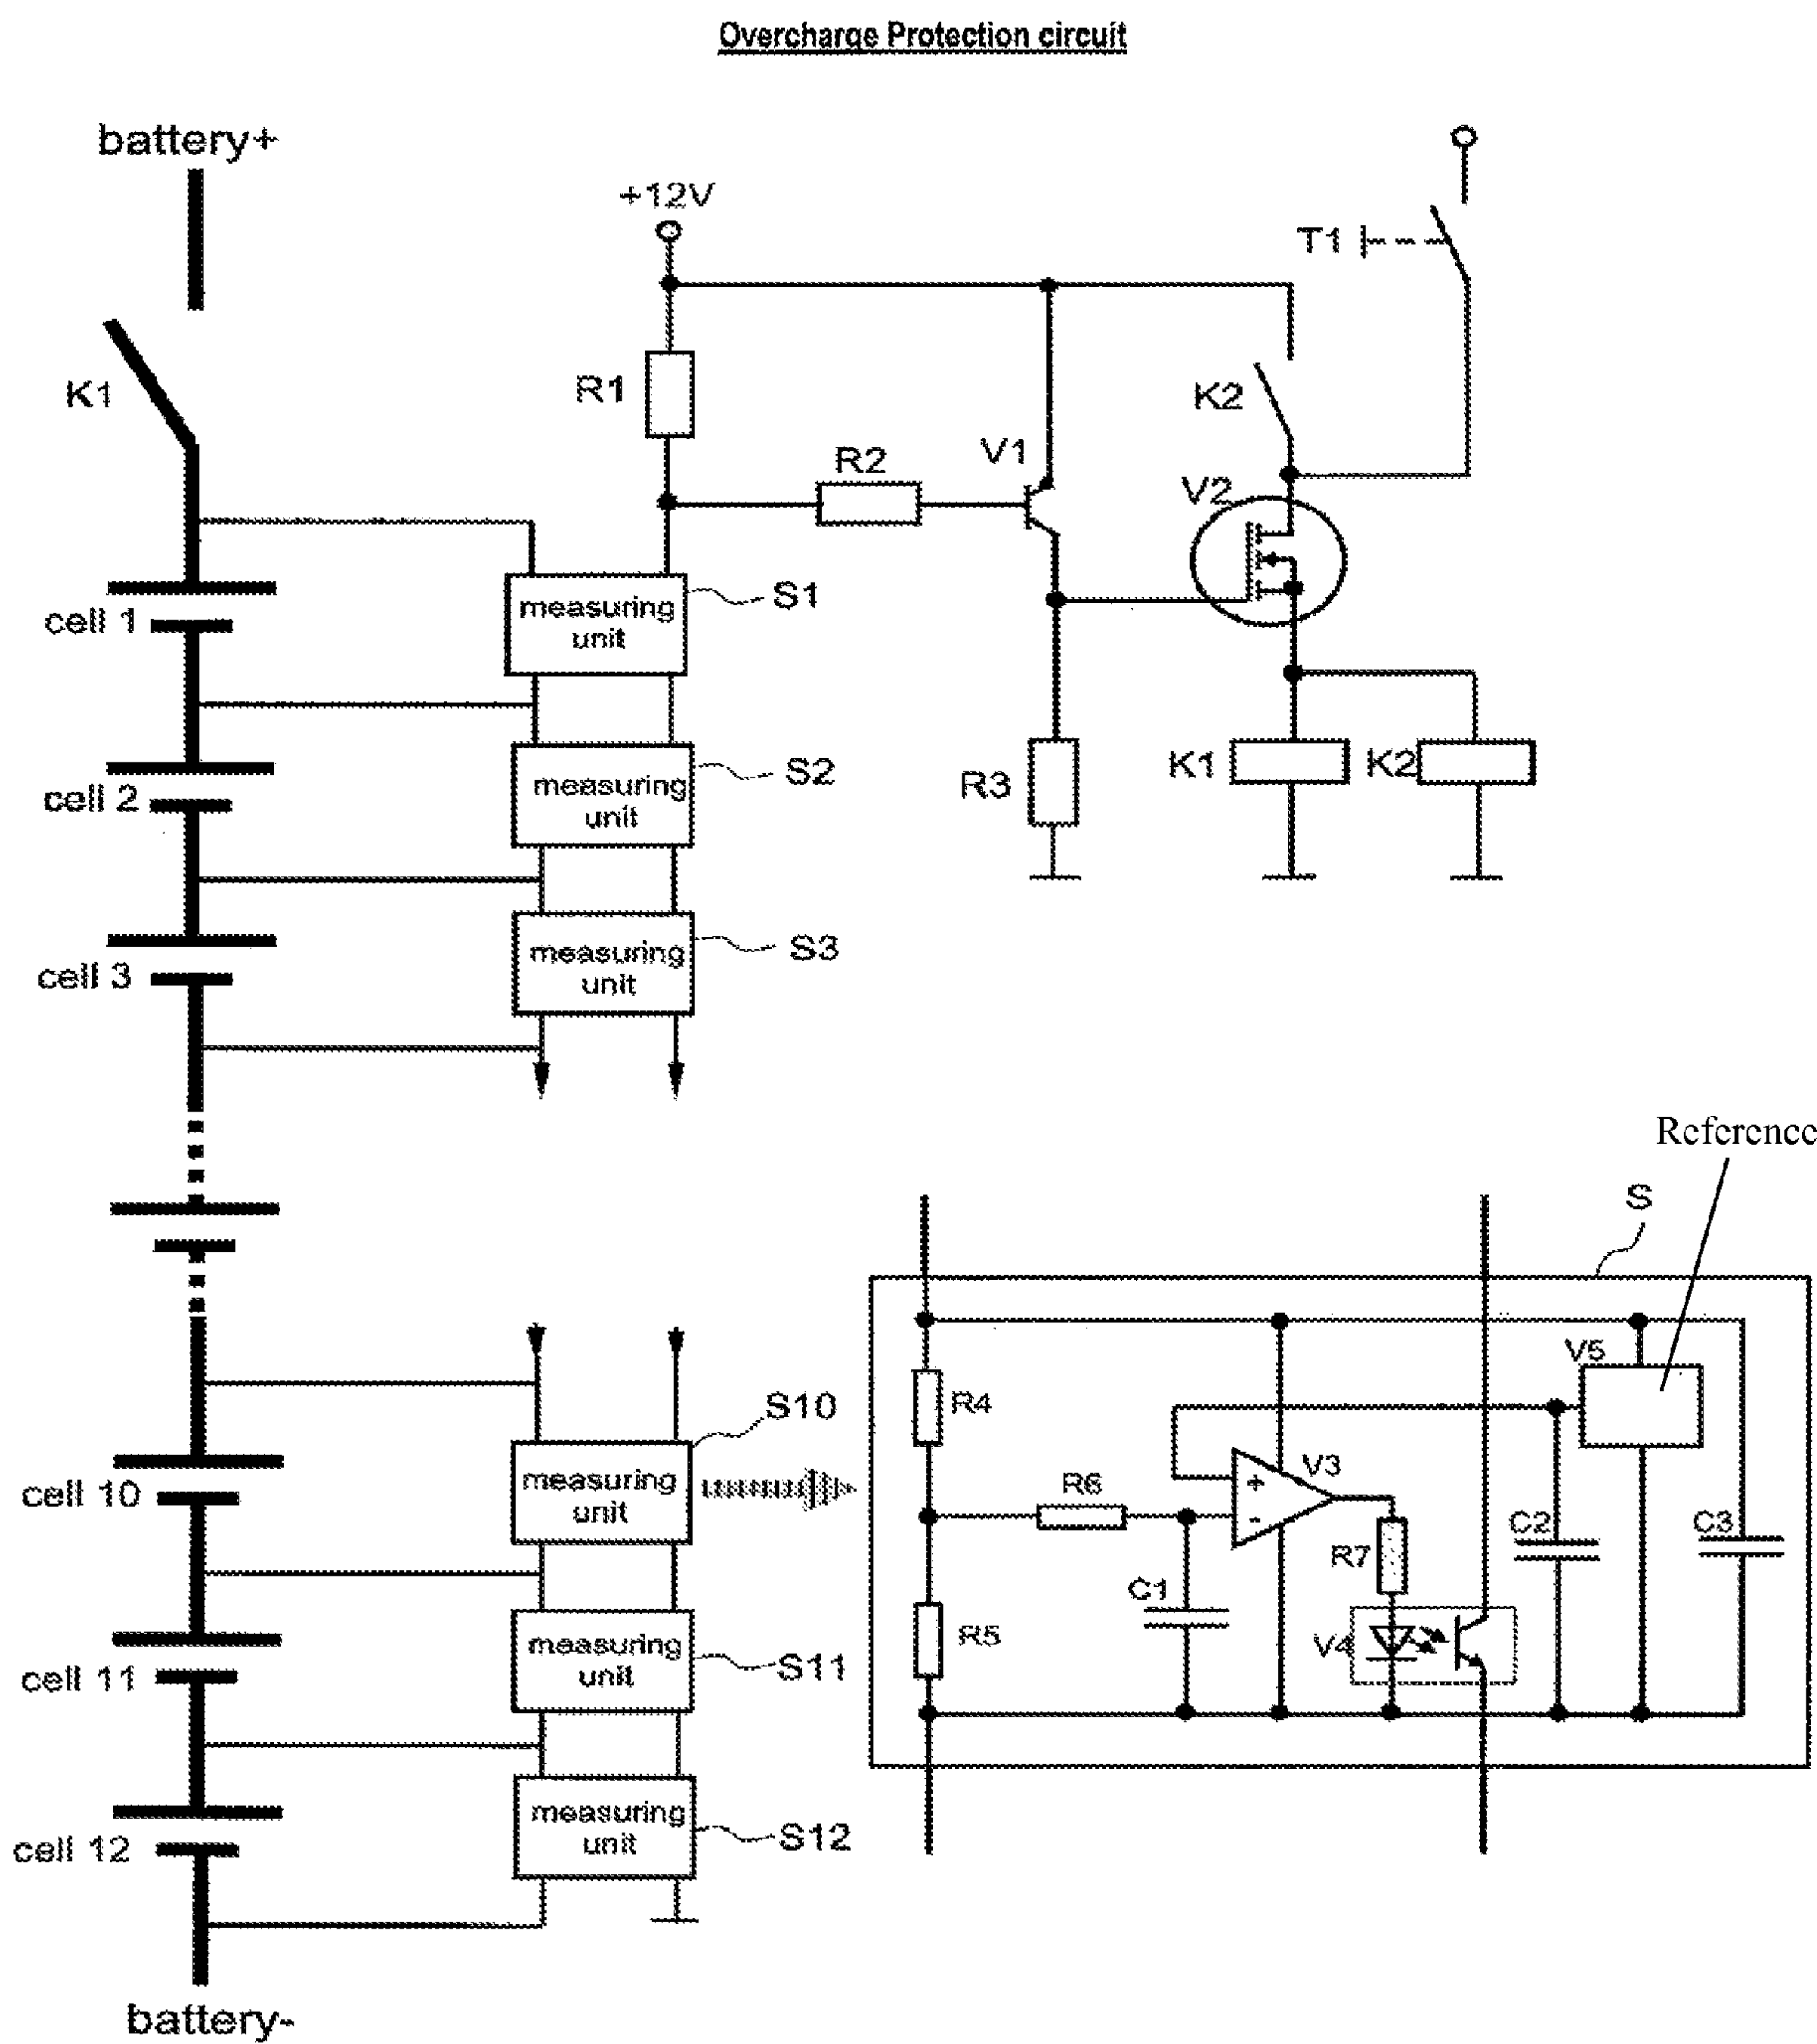 Overcharge Protection circuit
battery+
+12V
T1
K1
R1
K2
R2
V1
V2
cell 1
measuring
unit
S1
cell 2
measuring
unit
S2
R3
K1
K2
cell 3
measuring
unit
S3
Reference
S
V5
R4
cell 10
measuring
unit
S10
+
-
V3
R6
C2
C3
R7
C1
cell 11
measuring
unit
S11
R5
V4
cell 12
measuring
unit
S12
battery-